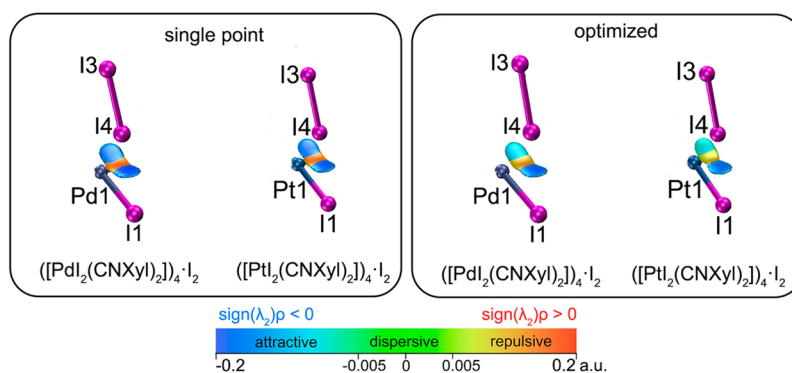 single point
I3
I4
Pd1
I1
([PdI₂(CNXyl)₂])₄·I₂
I3
I4
Pt1
I1
([PtI₂(CNXyl)₂])₄·I₂
optimized
I3
I4
Pd1
I1
([PdI₂(CNXyl)₂])₄·I₂
I3
I4
Pt1
I1
([PtI₂(CNXyl)₂])₄·I₂
sign(λ₂)ρ < 0 sign(λ₂)ρ > 0
attractive dispersive repulsive
-0.2 -0.005 0 0.005 0.2 a.u.